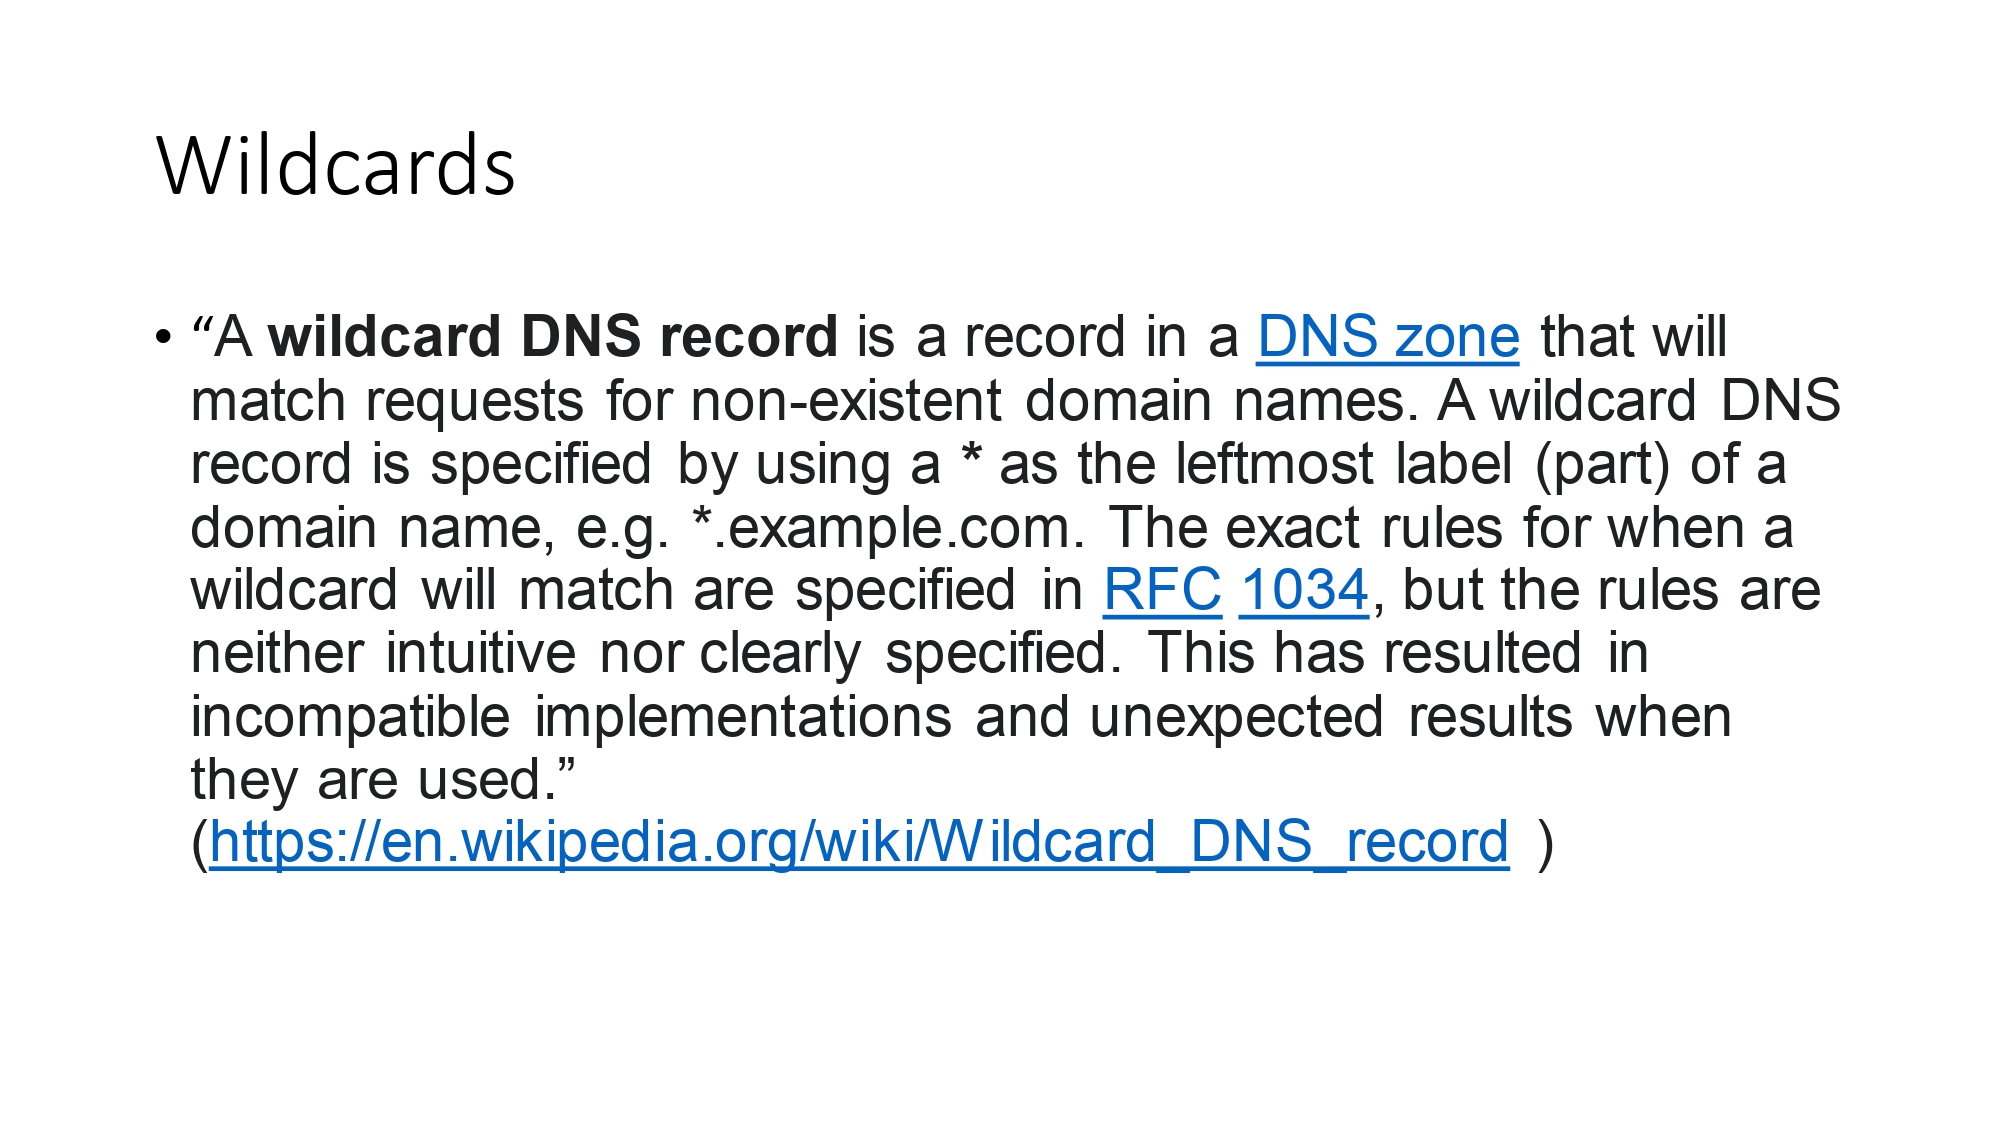 Wildcards
• “A wildcard DNS record is a record in a DNS zone that will
match requests for non-existent domain names. A wildcard DNS
record is specified by using a * as the leftmost label (part) of a
domain name, e.g. *.example.com. The exact rules for when a
wildcard will match are specified in RFC 1034, but the rules are
neither intuitive nor clearly specified. This has resulted in
incompatible implementations and unexpected results when
they are used.”
(https://en.wikipedia.org/wiki/Wildcard_DNS_record )